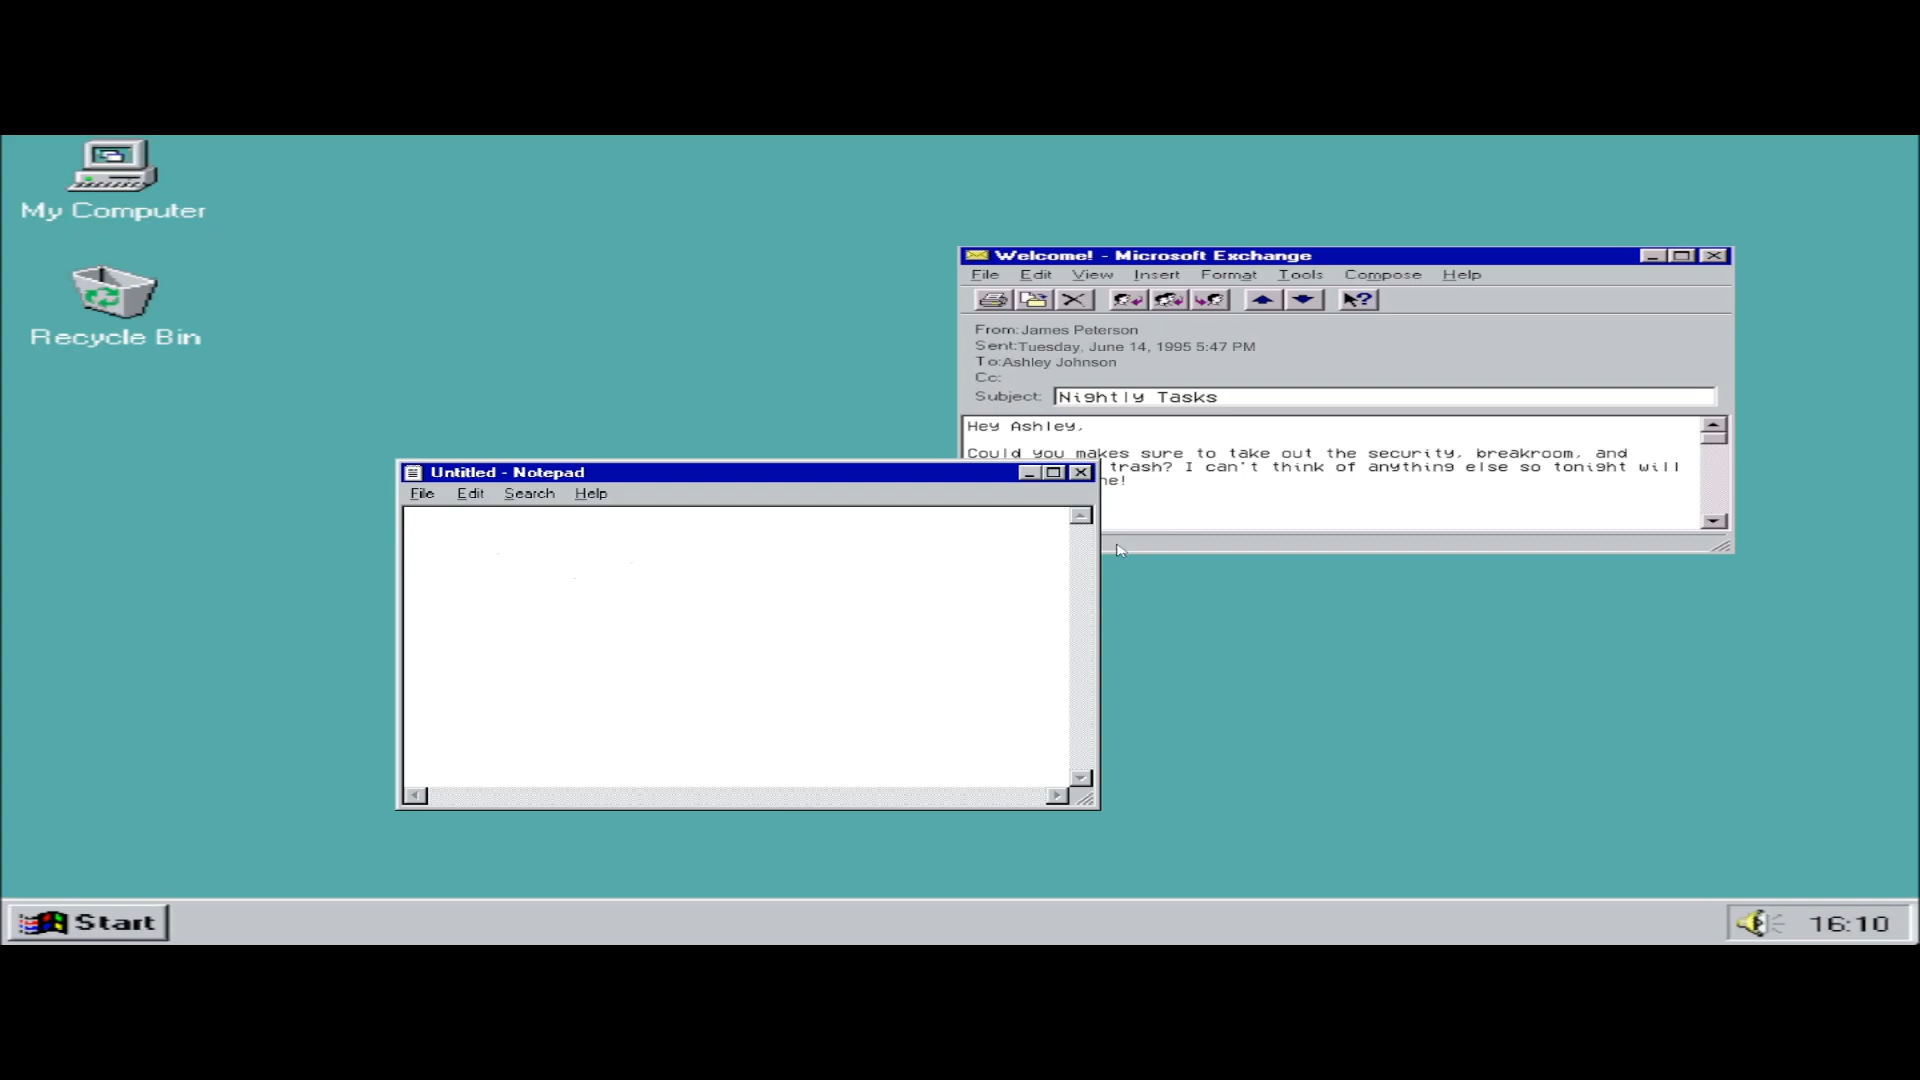 My Computer
Recycle Bin
Welcome! - Microsoft Exchange
File Edit View Insert Format Tools Compose Help
From: James Peterson
Sent:Tuesday, June 14, 1995 5:47 PM
To:Ashley Johnson
Cc:
Subject: Nightly Tasks
Hey Ashley,
Could you makes sure to take out the security, breakroom, and
trash? I can't think of anything else so tonight will
Untitled - Notepad
File Edit Search Help
Start
16:10